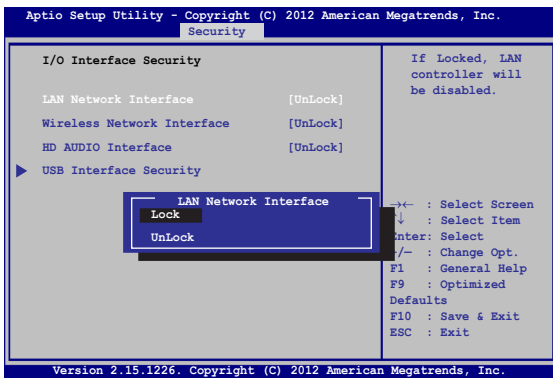 Aptio Setup Utility - Copyright (C) 2012 American Megatrends, Inc.
Security
I/O Interface Security
LAN Network Interface [UnLock]
Wireless Network Interface [UnLock]
HD AUDIO Interface [UnLock]
USB Interface Security
LAN Network Interface
Lock
UnLock
If Locked, LAN
controller will
be disabled.
→← : Select Screen
↑↓ : Select Item
Enter: Select
+/— : Change Opt.
F1 : General Help
F9 : Optimized
Defaults
F10 : Save & Exit
ESC : Exit
Version 2.15.1226. Copyright (C) 2012 American Megatrends, Inc.